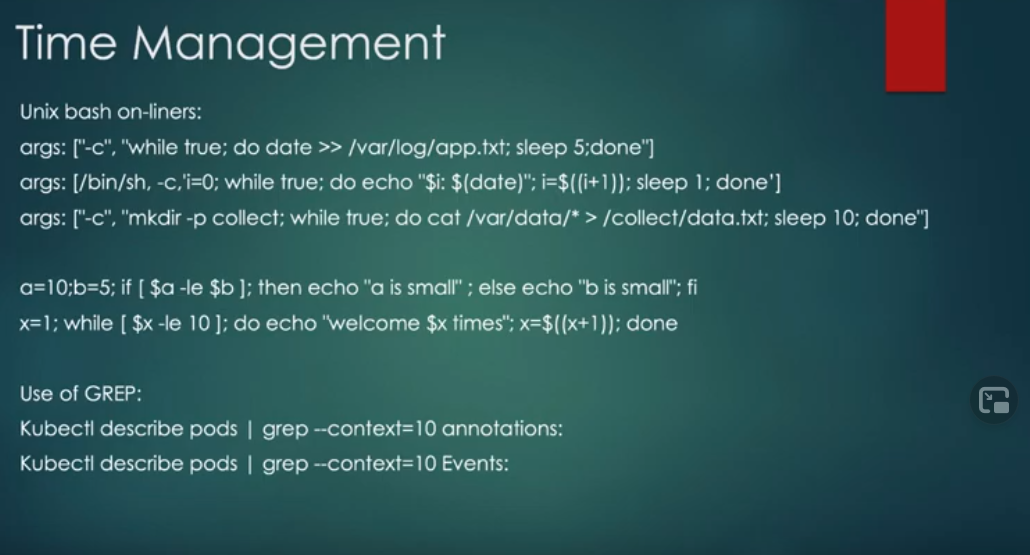 Time Management
Unix bash on-liners:
args: ["-c", "while true; do date >> /var/log/app.txt; sleep 5;done"]
args: [/bin/sh, -c,'i=0; while true; do echo "$i: $(date)"; i=$((i+1)); sleep 1; done']
args: ["-c", "mkdir -p collect; while true; do cat /var/data/* > /collect/data.txt; sleep 10; done"]
a=10;b=5; if [ $a -le $b ]; then echo "a is small" ; else echo "b is small"; fi
x=1; while [ $x -le 10 ]; do echo "welcome $x times"; x=$((x+1)); done
Use of GREP:
Kubectl describe pods | grep --context=10 annotations:
Kubectl describe pods | grep --context=10 Events: